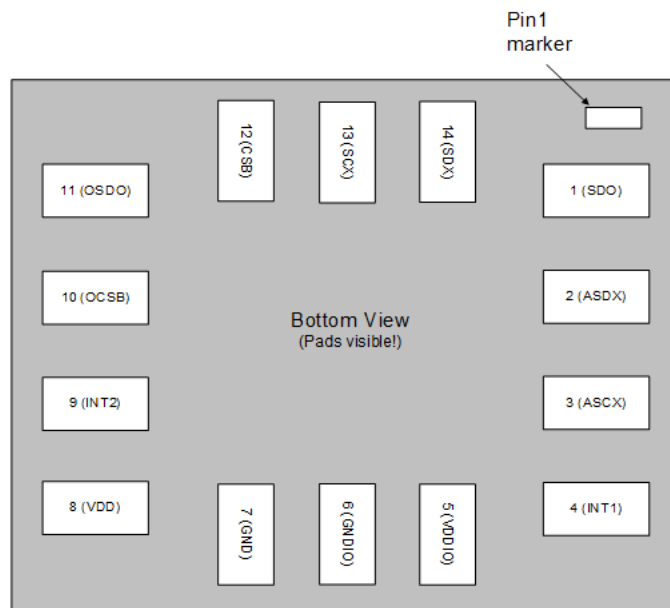 Pin1
marker
12 (CSB)
13 (SCX)
14 (SDX)
11 (OSDO)
1 (SDO)
10 (OCSB)
2 (ASDX)
Bottom View
(Pads visible!)
9 (INT2)
3 (ASCX)
8 (VDD)
7 (GND)
6 (GNDIO)
5 (VDDIO)
4 (INT1)